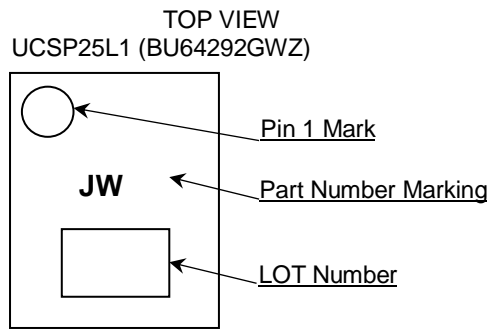 TOP VIEW
UCSP25L1 (BU64292GWZ)
Pin 1 Mark
JW
Part Number Marking
LOT Number